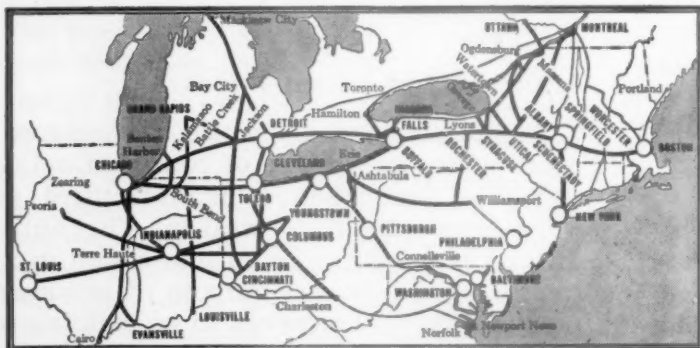 Mackinaw City
OTTAWA
MONTREAL
Ogdensburg
Bay City
Watertown
Massena
Toronto
Oswego
Portland
GRAND RAPIDS
Kalamazoo
Battle Creek
Jackson
Hamilton
NIAGARA
FALLS
Lyons
ALBANY
SPRINGFIELD
WORCESTER
Benton
Harbor
DETROIT
BOSTON
CHICAGO
CLEVELAND
Erie
BUFFALO
ROCHESTER
SYRACUSE
UTICA
SCHENECTADY
Zearing
South Bend
TOLEDO
Ashtabula
Peoria
YOUNGSTOWN
Williamsport
NEW YORK
INDIANAPOLIS
COLUMBUS
PITTSBURGH
PHILADELPHIA
Terre Haute
DAYTON
Connellsville
ST. LOUIS
CINCINNATI
BALTIMORE
WASHINGTON
Charleston
Cairo
EVANSVILLE
LOUISVILLE
Norfolk
Newport News